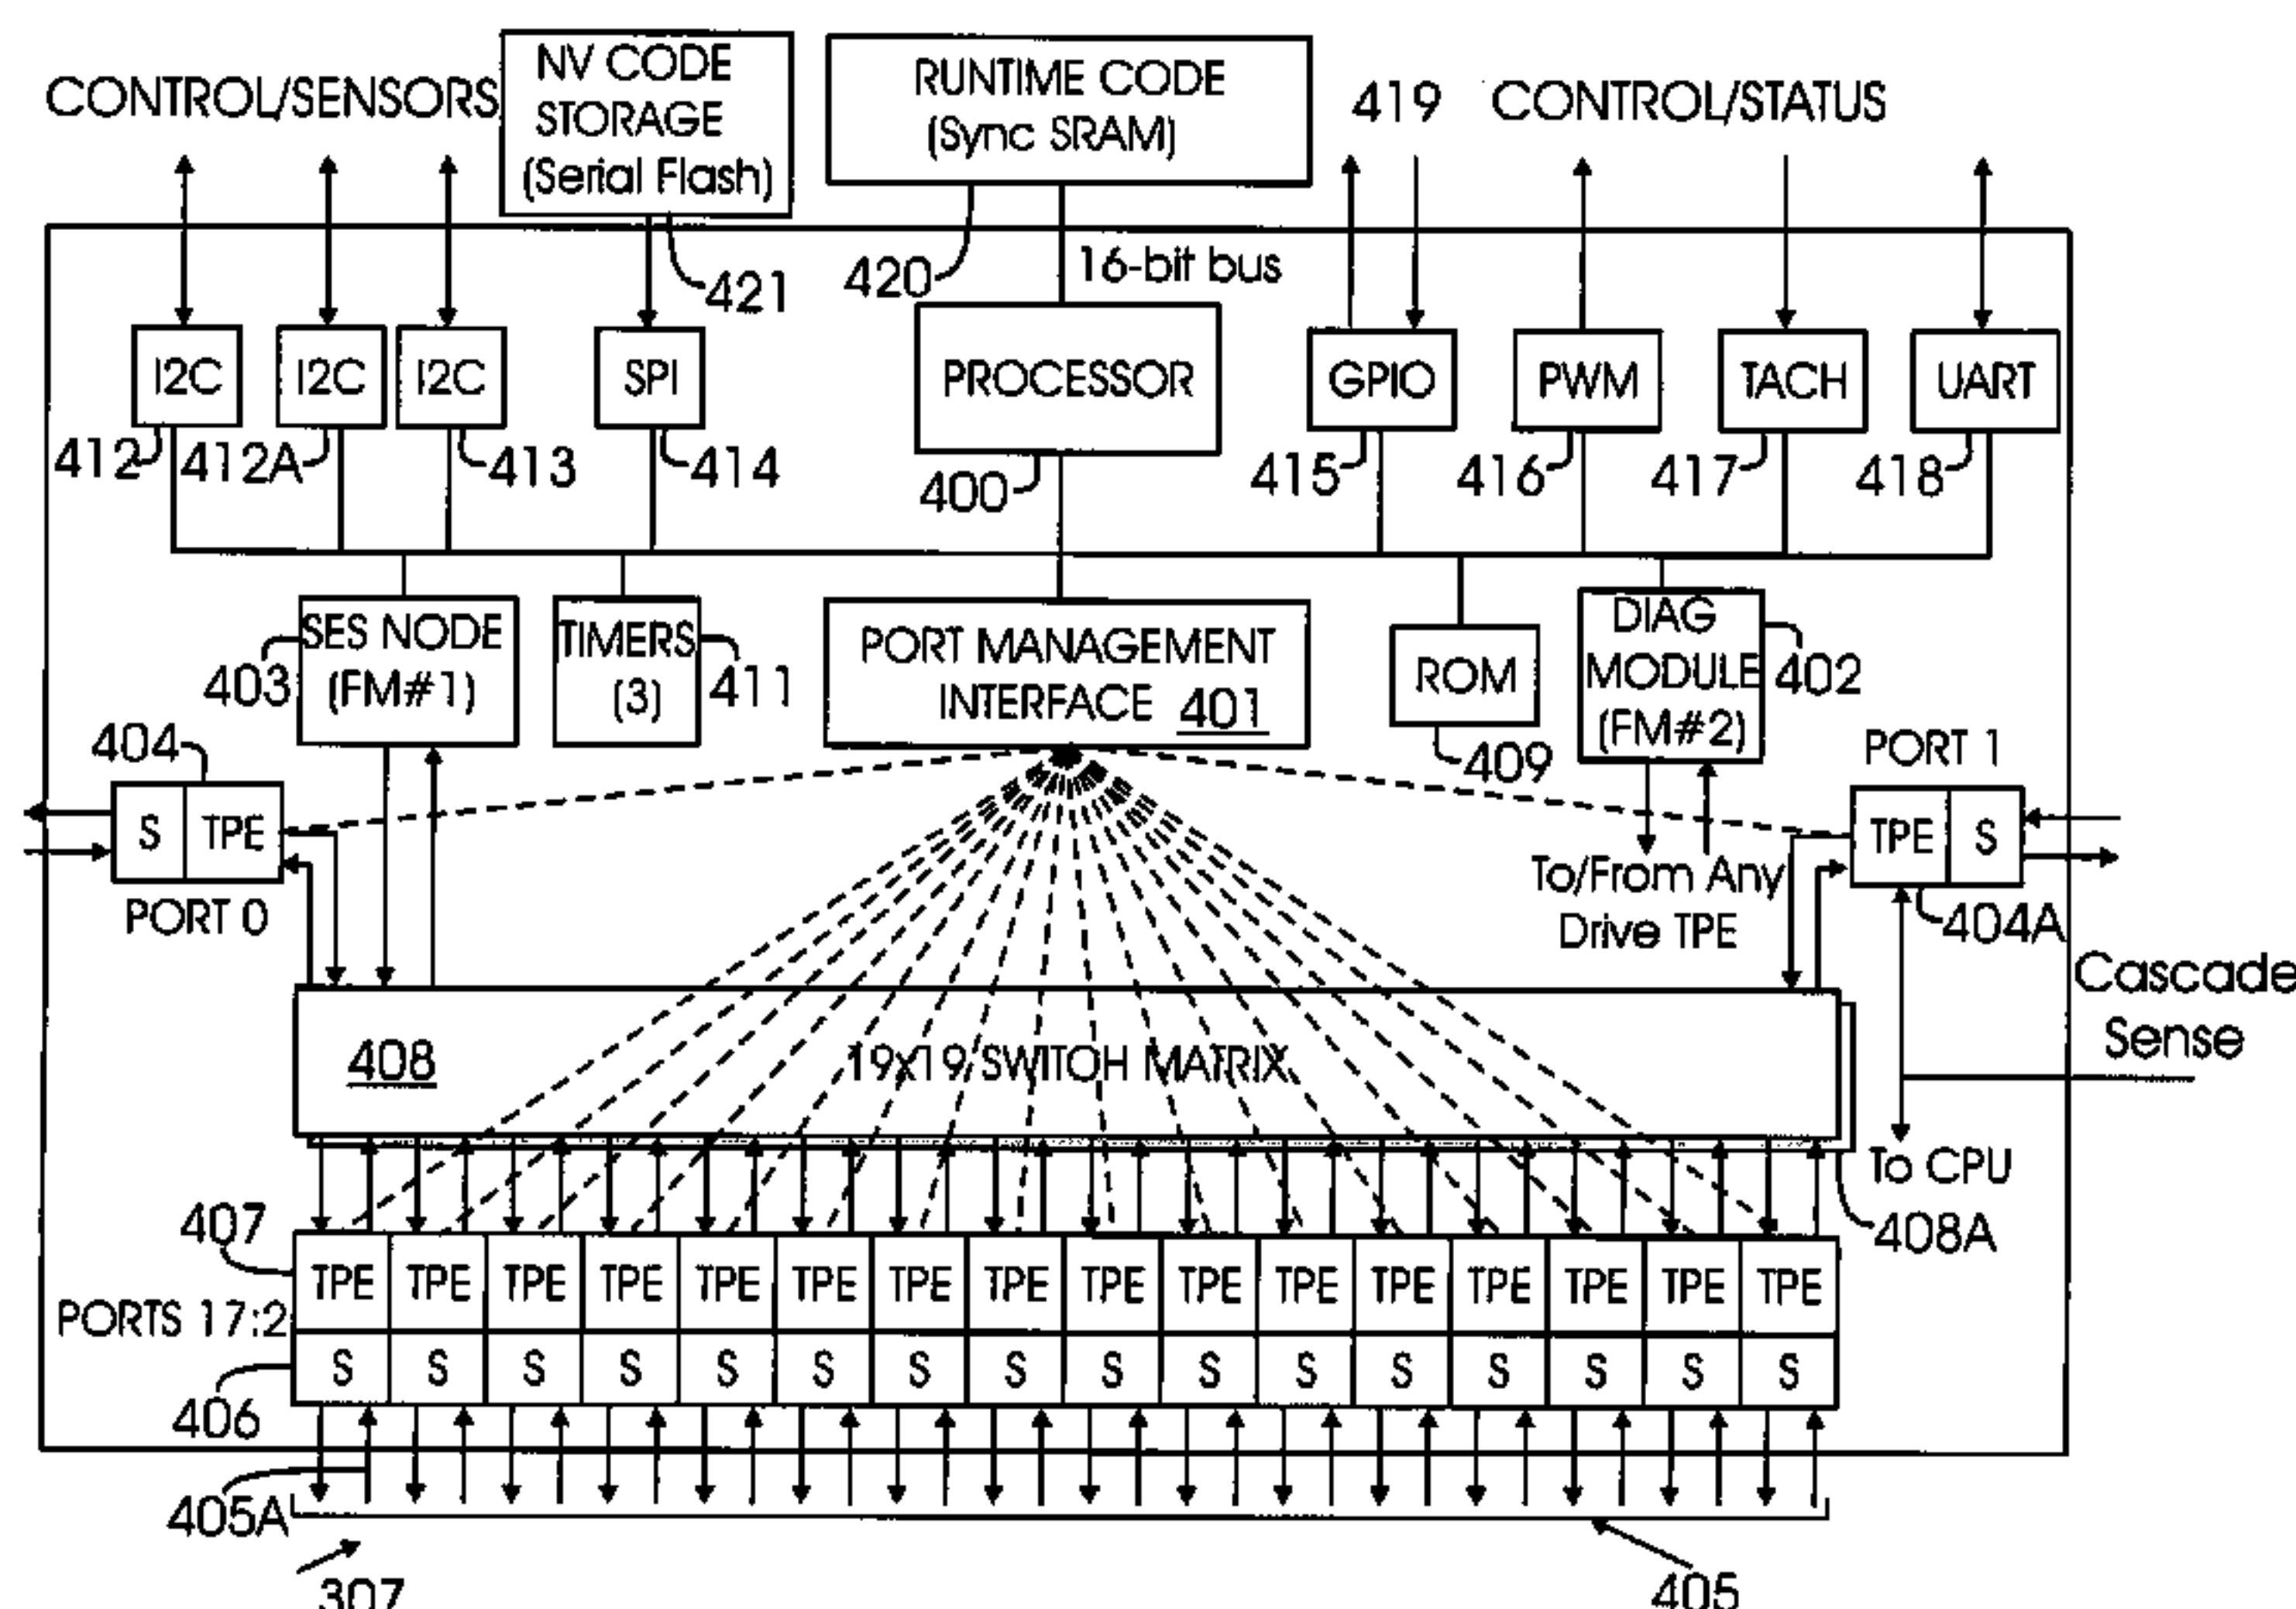 CONTROL/SENSORS
NV CODE
STORAGE
(Serial Flash)
RUNTIME CODE
(Sync SRAM)
419
CONTROL/STATUS
421
420
16-bit bus
I2C
I2C
I2C
SPI
PROCESSOR
GPIO
PWM
TACH
UART
412
412A
413
414
400
415
416
417
418
SES NODE
(FM#1)
403
TIMERS
(3)
411
PORT MANAGEMENT
INTERFACE 401
ROM
409
DIAG
MODULE
(FM#2)
402
404
S TPE
PORT 0
PORT 1
TPE S
404A
To/From Any
Drive TPE
Cascade
Sense
408
19x19 SWITCH MATRIX
To CPU
408A
407
TPE TPE TPE TPE TPE TPE TPE TPE TPE TPE TPE TPE TPE TPE TPE TPE
PORTS 17:2
S S S S S S S S S S S S S S S S
406
405A
307
405